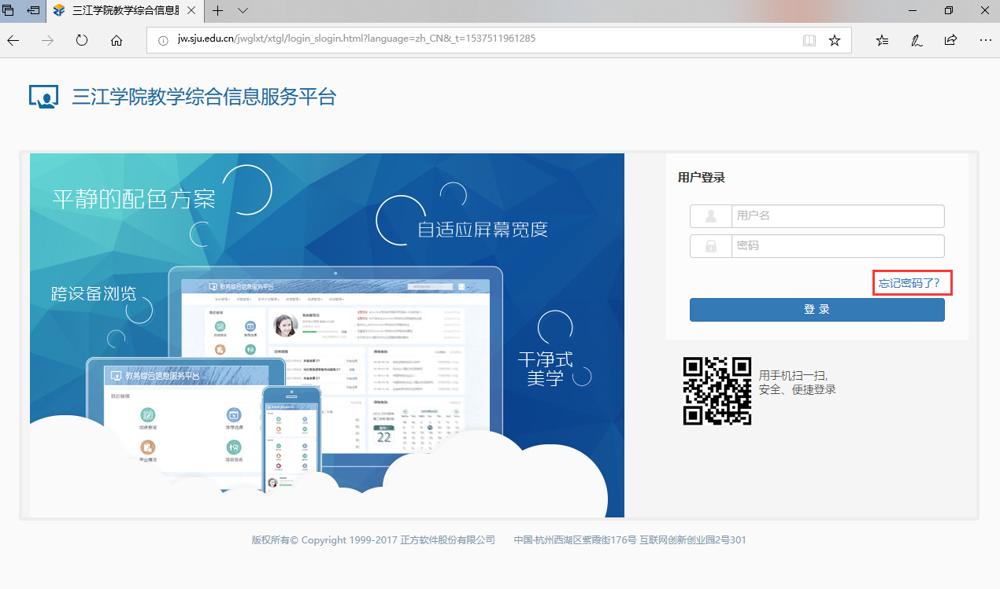 三江学院教学综合信息服
jw.sju.edu.cn/jwglxt/xtgl/login_slogin.html?language=zh_CN&_t=1537511961285
三江学院教学综合信息服务平台
平静的配色方案
自适应屏幕宽度
跨设备浏览
干净式
美学
教务综合信息服务平台
教务综合信息服务平台
最近使用
22
用户登录
用户名
密码
忘记密码了?
登 录
用手机扫一扫,
安全、便捷登录
版权所有© Copyright 1999-2017 正方软件股份有限公司 中国·杭州西湖区紫霞街176号 互联网创新创业园2号301